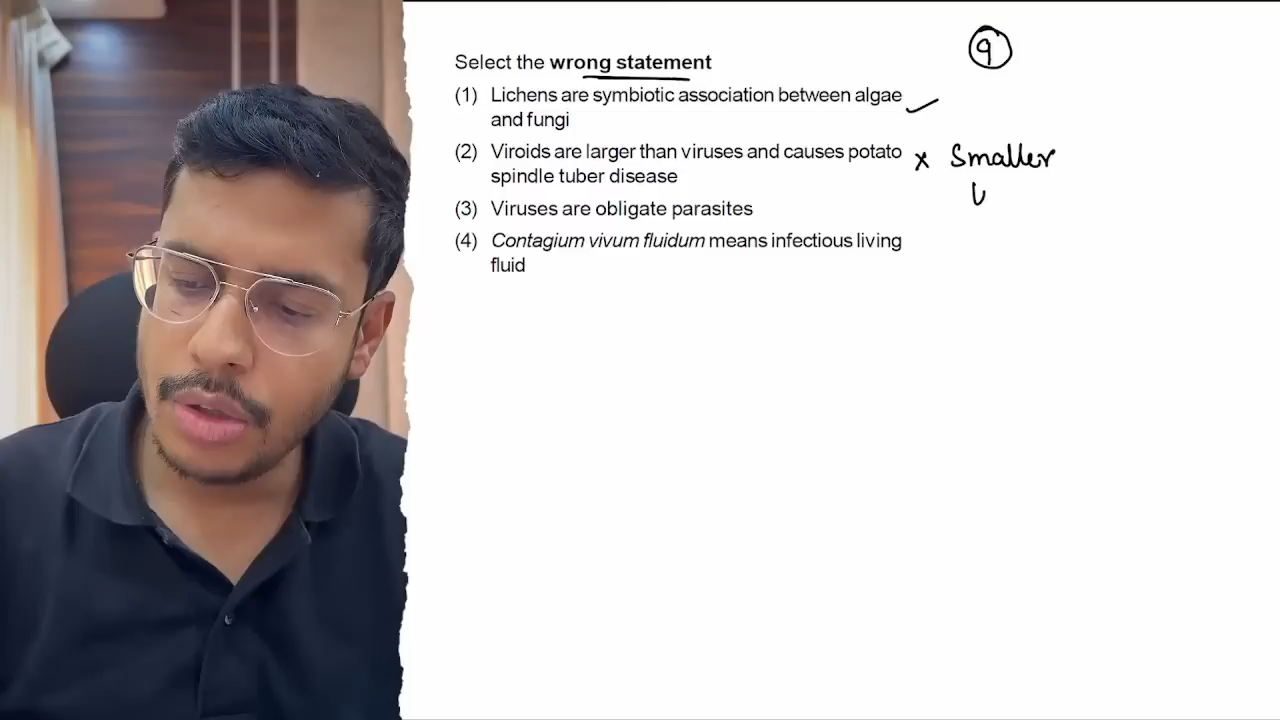 9
Select the wrong statement
(1) Lichens are symbiotic association between algae
and fungi
(2) Viroids are larger than viruses and causes potato
spindle tuber disease
x Smaller
(3) Viruses are obligate parasites
(4) Contagium vivum fluidum means infectious living
fluid